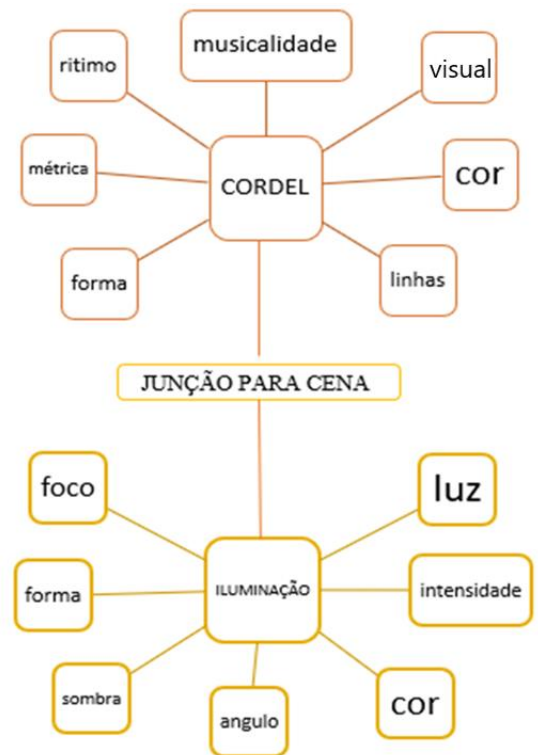 musicalidade
ritimo
visual
métrica
CORDEL
cor
forma
linhas
JUNÇÃO PARA CENA
foco
luz
forma
ILUMINAÇÃO
intensidade
sombra
angulo
cor